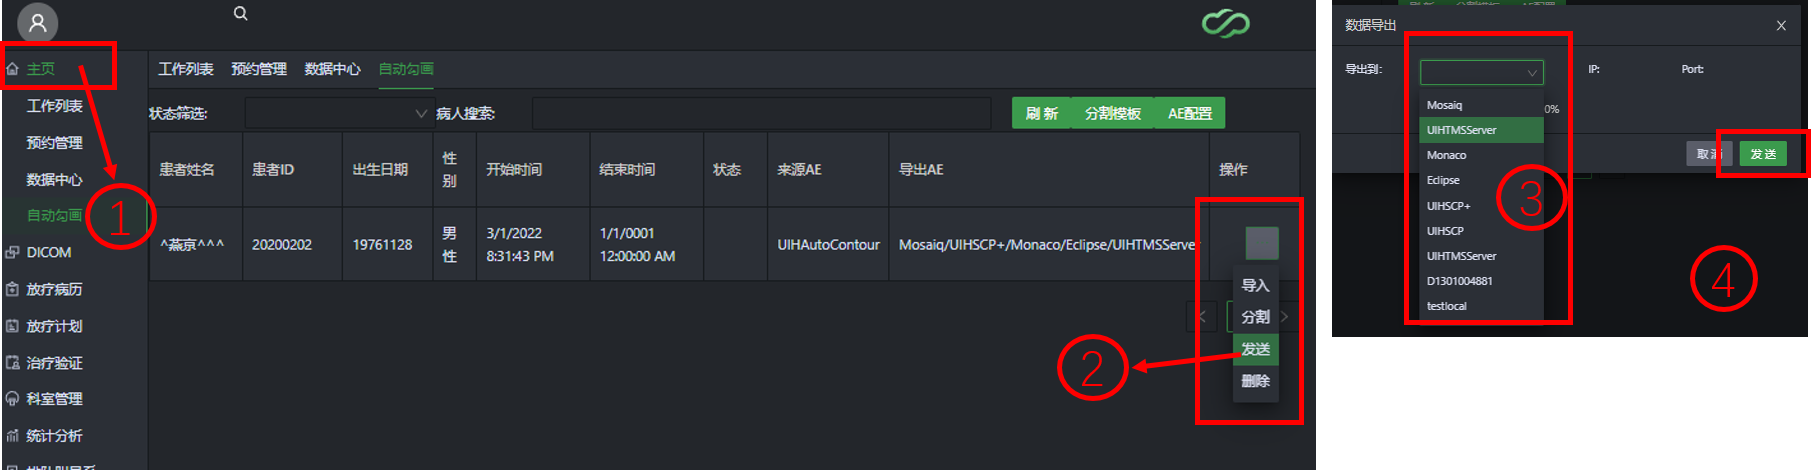 主页
工作列表
预约管理
数据中心
自动勾画
DICOM
放疗病历
放疗计划
治疗验证
科室管理
统计分析
①
工作列表 预约管理 数据中心 自动勾画
状态筛选: 病人搜索: 刷 新 分割模板 AE配置
患者姓名 患者ID 出生日期 性别 开始时间 结束时间 状态 来源AE 导出AE 操作
^蒸京^^^ 20200202 19761128 男性 3/1/2022 8:31:43 PM 1/1/0001 12:00:00 AM UIHAutoContour Mosaiq/UIHSCP+/Monaco/Eclipse/UIHTMSServer
导入
分割
发送
删除
②
数据导出
导出到: IP: Port:
0%
Mosaiq
UIHTMSServer
Monaco
Eclipse
UIHSCP+
UIHSCP
UIHTMSServer
D1301004881
testlocal
③
取消 发送
④